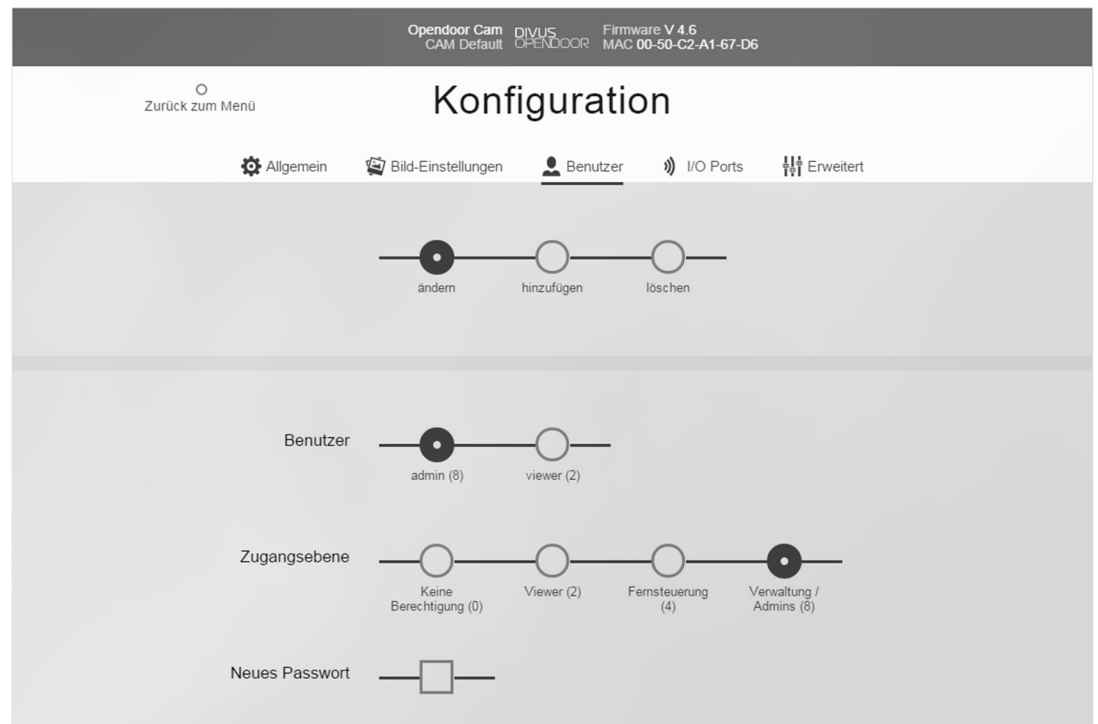 Opendoor Cam DIVUS Firmware V 4.6
CAM Default OPENDOOR MAC 00-50-C2-A1-67-D6
Zurück zum Menü
Konfiguration
Allgemein Bild-Einstellungen Benutzer I/O Ports Erweitert
ändern hinzufügen löschen
Benutzer
admin (8) viewer (2)
Zugangsebene
Keine Viewer (2) Fernsteuerung Verwaltung /
Berechtigung (0) (4) Admins (8)
Neues Passwort